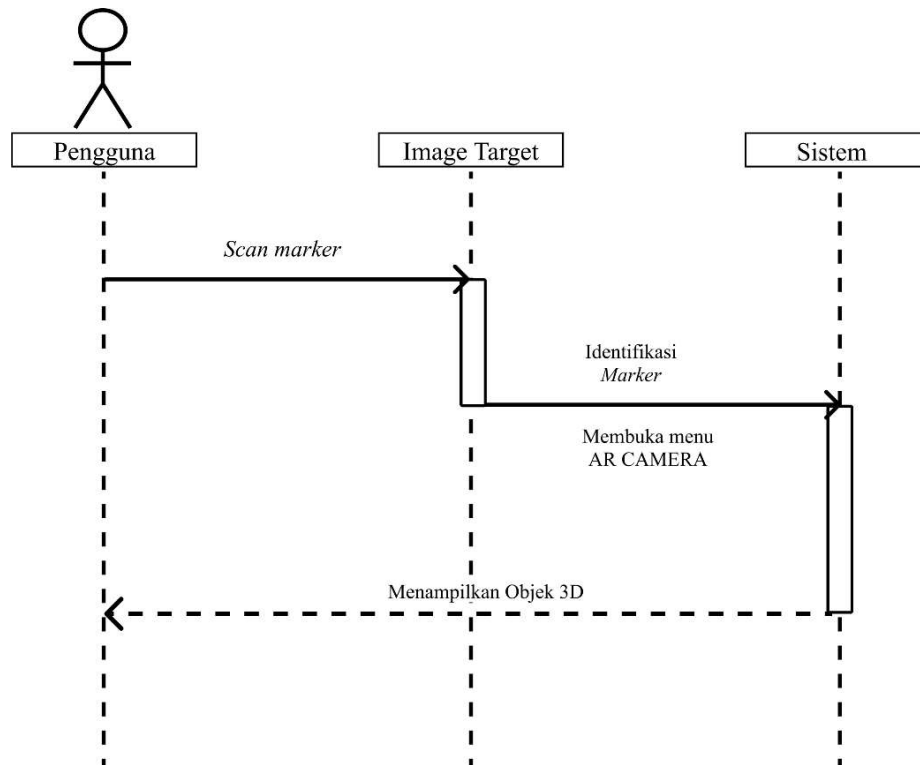 Pengguna
Image Target
Sistem
Scan marker
Identifikasi
Marker
Membuka menu
AR CAMERA
Menampilkan Objek 3D